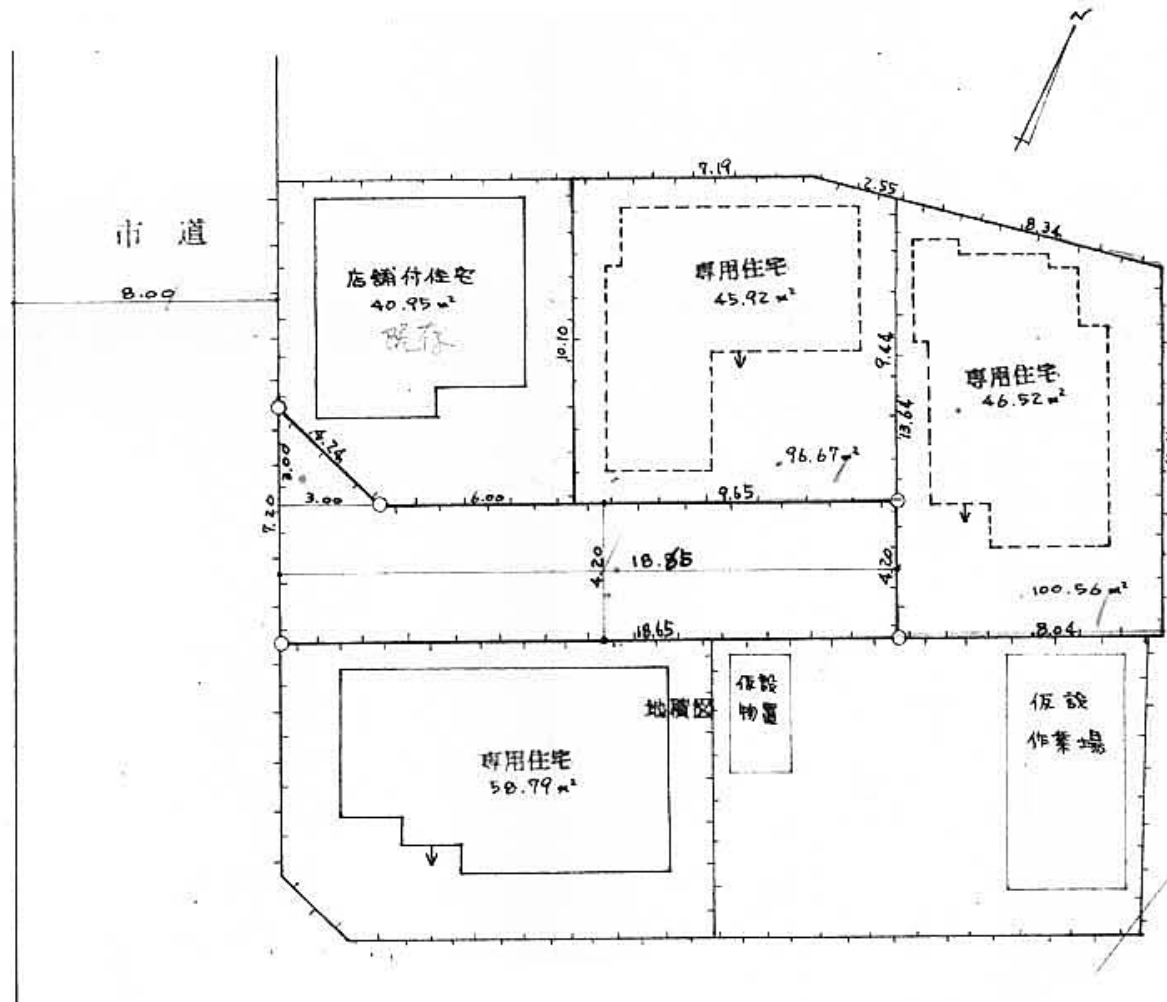 N
7.19
2.55
8.34
市道
8.00
店舗付住宅
40.95m²
既存
専用住宅
45.92m²
10.10
9.44
13.64
専用住宅
46.52m²
4.24
3.00
3.00
6.00
96.67m²
9.65
7.20
4.20
18.65
4.20
100.56m²
18.65
8.04
地積図
仮設
物置
仮設
作業場
専用住宅
58.79m²